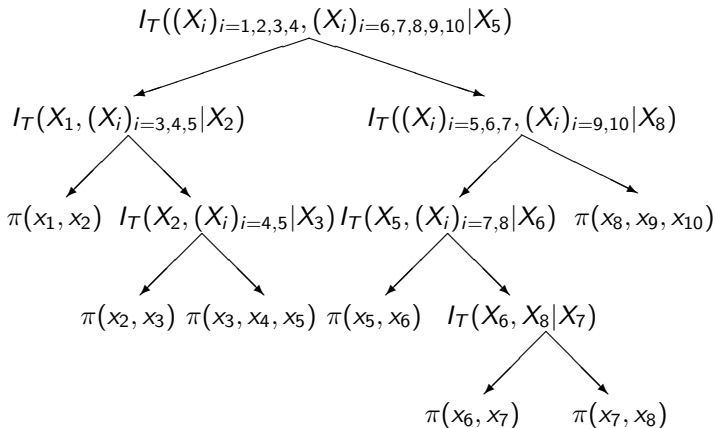 I_T((X_i)_{i=1,2,3,4}, (X_i)_{i=6,7,8,9,10}|X_5)
I_T(X_1, (X_i)_{i=3,4,5}|X_2) I_T((X_i)_{i=5,6,7}, (X_i)_{i=9,10}|X_8)
π(x_1, x_2) I_T(X_2, (X_i)_{i=4,5}|X_3) I_T(X_5, (X_i)_{i=7,8}|X_6) π(x_8, x_9, x_{10})
π(x_2, x_3) π(x_3, x_4, x_5) π(x_5, x_6) I_T(X_6, X_8|X_7)
π(x_6, x_7) π(x_7, x_8)